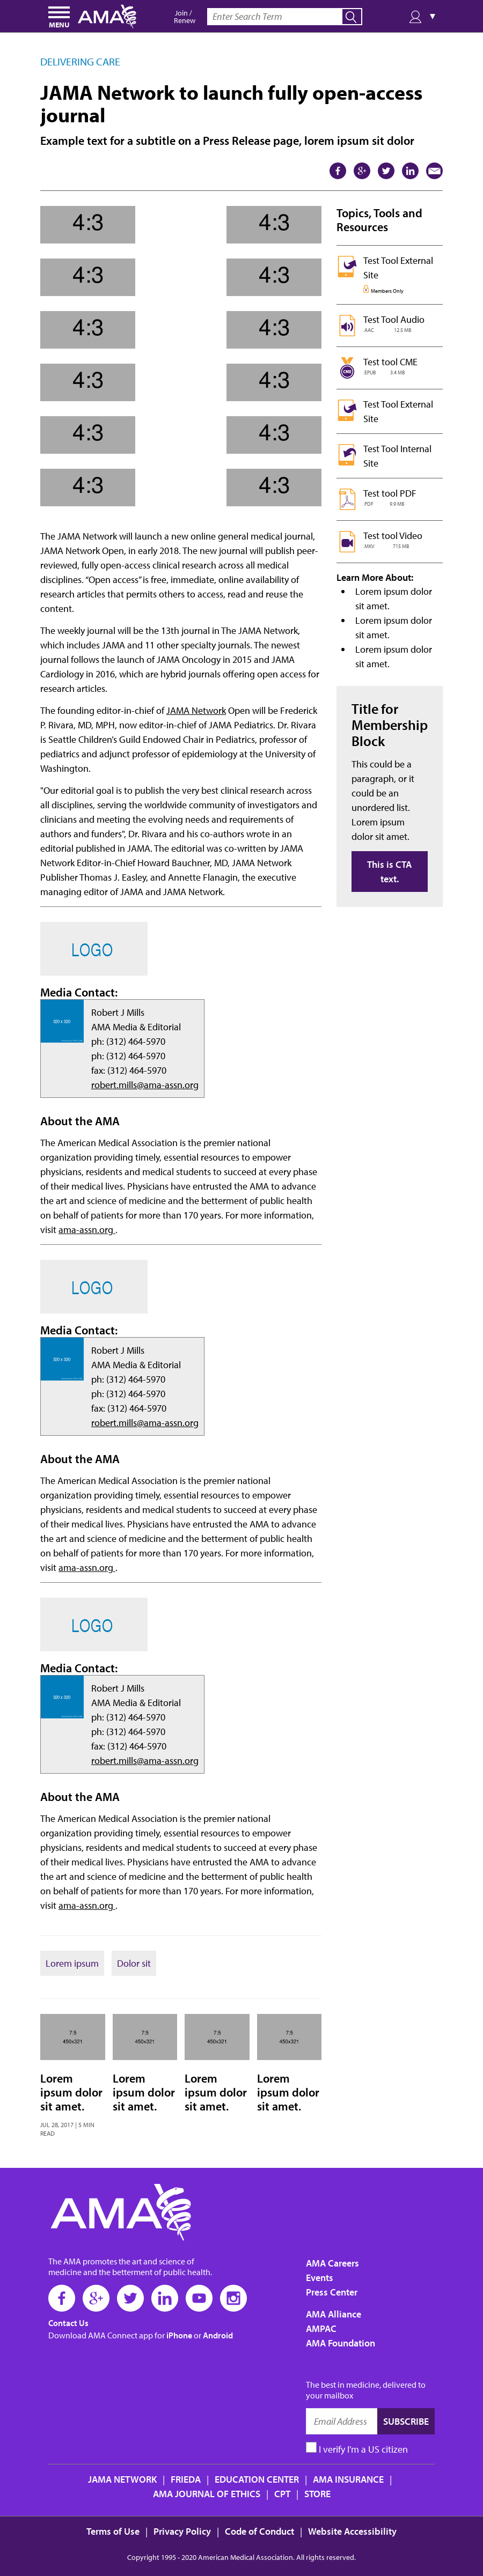 MENU
AMA
Join /
Renew
Enter Search Term
DELIVERING CARE
JAMA Network to launch fully open-access
journal
Example text for a subtitle on a Press Release page, lorem ipsum sit dolor
4:3 4:3
4:3 4:3
4:3 4:3
4:3 4:3
4:3 4:3
4:3 4:3
The JAMA Network will launch a new online general medical journal,
JAMA Network Open, in early 2018. The new journal will publish peer-
reviewed, fully open-access clinical research across all medical
disciplines. “Open access” is free, immediate, online availability of
research articles that permits others to access, read and reuse the
content.
The weekly journal will be the 13th journal in The JAMA Network,
which includes JAMA and 11 other specialty journals. The newest
journal follows the launch of JAMA Oncology in 2015 and JAMA
Cardiology in 2016, which are hybrid journals offering open access for
research articles.
The founding editor-in-chief of JAMA Network Open will be Frederick
P. Rivara, MD, MPH, now editor-in-chief of JAMA Pediatrics. Dr. Rivara
is Seattle Children’s Guild Endowed Chair in Pediatrics, professor of
pediatrics and adjunct professor of epidemiology at the University of
Washington.
"Our editorial goal is to publish the very best clinical research across
all disciplines, serving the worldwide community of investigators and
clinicians and meeting the evolving needs and requirements of
authors and funders", Dr. Rivara and his co-authors wrote in an
editorial published in JAMA. The editorial was co-written by JAMA
Network Editor-in-Chief Howard Bauchner, MD, JAMA Network
Publisher Thomas J. Easley, and Annette Flanagin, the executive
managing editor of JAMA and JAMA Network.
Topics, Tools and
Resources
Test Tool External
Site
Members Only
Test Tool Audio
AAC 12.5 MB
Test tool CME
CME
EPUB 3.4 MB
Test Tool External
Site
Test Tool Internal
Site
Test tool PDF
PDF 9.9 MB
Test tool Video
MKV 715 MB
Learn More About:
Lorem ipsum dolor
sit amet.
Lorem ipsum dolor
sit amet.
Lorem ipsum dolor
sit amet.
Title for
Membership
Block
This could be a
paragraph, or it
could be an
unordered list.
Lorem ipsum
dolor sit amet.
This is CTA
text.
LOGO
Media Contact:
320 x 320
Robert J Mills
AMA Media & Editorial
ph: (312) 464-5970
ph: (312) 464-5970
fax: (312) 464-5970
robert.mills@ama-assn.org
About the AMA
The American Medical Association is the premier national
organization providing timely, essential resources to empower
physicians, residents and medical students to succeed at every phase
of their medical lives. Physicians have entrusted the AMA to advance
the art and science of medicine and the betterment of public health
on behalf of patients for more than 170 years. For more information,
visit ama-assn.org .
LOGO
Media Contact:
320 x 320
Robert J Mills
AMA Media & Editorial
ph: (312) 464-5970
ph: (312) 464-5970
fax: (312) 464-5970
robert.mills@ama-assn.org
About the AMA
The American Medical Association is the premier national
organization providing timely, essential resources to empower
physicians, residents and medical students to succeed at every phase
of their medical lives. Physicians have entrusted the AMA to advance
the art and science of medicine and the betterment of public health
on behalf of patients for more than 170 years. For more information,
visit ama-assn.org .
LOGO
Media Contact:
320 x 320
Robert J Mills
AMA Media & Editorial
ph: (312) 464-5970
ph: (312) 464-5970
fax: (312) 464-5970
robert.mills@ama-assn.org
About the AMA
The American Medical Association is the premier national
organization providing timely, essential resources to empower
physicians, residents and medical students to succeed at every phase
of their medical lives. Physicians have entrusted the AMA to advance
the art and science of medicine and the betterment of public health
on behalf of patients for more than 170 years. For more information,
visit ama-assn.org .
Lorem ipsum Dolor sit
7:5
450x321
Lorem
ipsum dolor
sit amet.
JUL 28, 2017 | 5 MIN
READ
7:5
450x321
Lorem
ipsum dolor
sit amet.
7:5
450x321
Lorem
ipsum dolor
sit amet.
7:5
450x321
Lorem
ipsum dolor
sit amet.
AMA
The AMA promotes the art and science of
medicine and the betterment of public health.
Contact Us
Download AMA Connect app for iPhone or Android
AMA Careers
Events
Press Center
AMA Alliance
AMPAC
AMA Foundation
The best in medicine, delivered to
your mailbox
Email Address SUBSCRIBE
I verify I'm a US citizen
JAMA NETWORK | FRIEDA | EDUCATION CENTER | AMA INSURANCE |
AMA JOURNAL OF ETHICS | CPT | STORE
Terms of Use | Privacy Policy | Code of Conduct | Website Accessibility
Copyright 1995 - 2020 American Medical Association. All rights reserved.